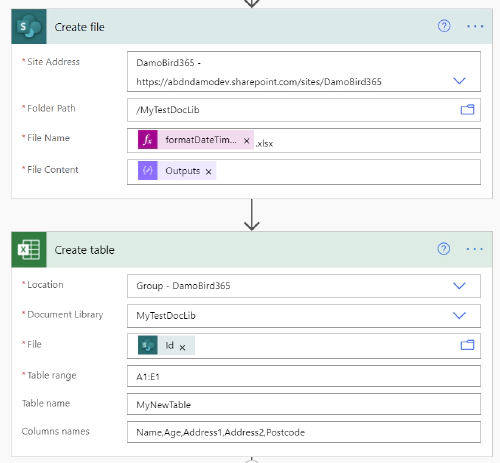 Create file
* Site Address
DamoBird365 -
https://abdndamodev.sharepoint.com/sites/DamoBird365
* Folder Path
/MyTestDocLib
* File Name
fx formatDateTim... × .xlsx
* File Content
Outputs ×
Create table
* Location
Group - DamoBird365
* Document Library
MyTestDocLib
* File
Id ×
* Table range
A1:E1
Table name
MyNewTable
Columns names
Name,Age,Address1,Address2,Postcode